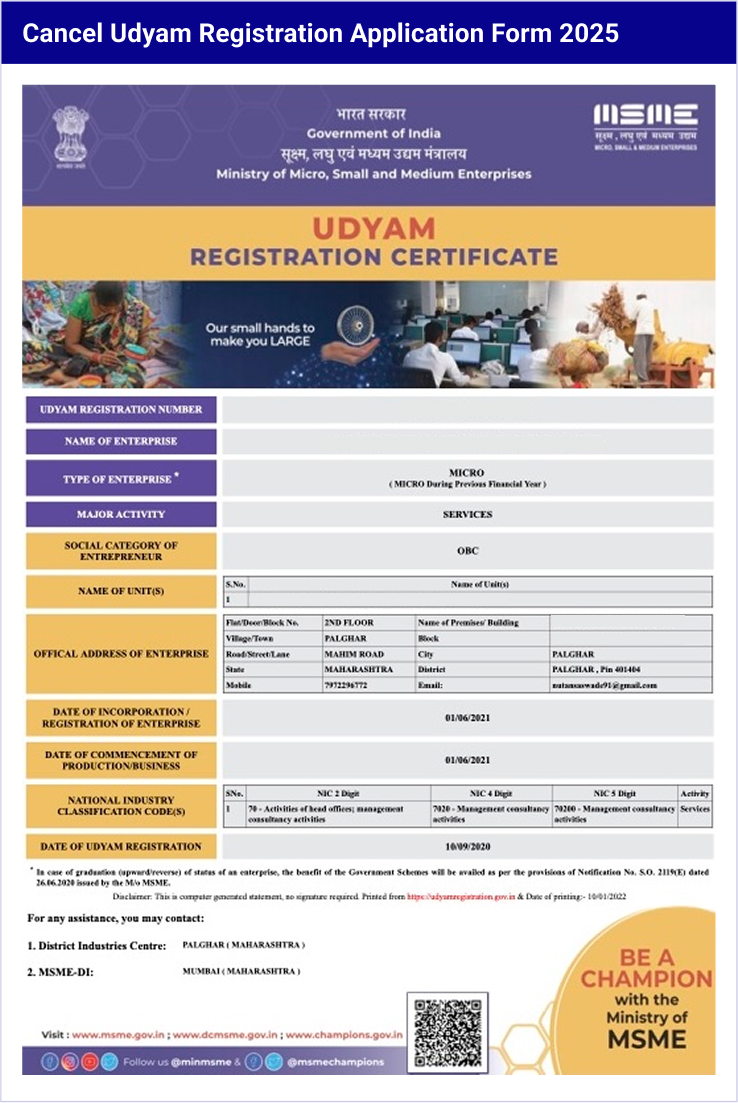 Cancel Udyam Registration Application Form 2025
भारत सरकार
Government of India
सूक्ष्म, लघु एवं मध्यम उद्यम मंत्रालय
Ministry of Micro, Small and Medium Enterprises
MSME
सूक्ष्म, लघु एवं मध्यम उद्यम
MICRO, SMALL & MEDIUM ENTERPRISES
UDYAM
REGISTRATION CERTIFICATE
Our small hands to
make you LARGE
UDYAM REGISTRATION NUMBER
NAME OF ENTERPRISE
TYPE OF ENTERPRISE *
MICRO
( MICRO During Previous Financial Year )
MAJOR ACTIVITY
SERVICES
SOCIAL CATEGORY OF
ENTREPRENEUR
OBC
NAME OF UNIT(S)
S.No. Name of Unit(s)
1
OFFICAL ADDRESS OF ENTERPRISE
Flat/Door/Block No. 2ND FLOOR Name of Premises/ Building
Village/Town PALGHAR Block
Road/Street/Lane MAHIM ROAD City PALGHAR
State MAHARASHTRA District PALGHAR , Pin 401404
Mobile 7972296772 Email: nutansaswade91@gmail.com
DATE OF INCORPORATION /
REGISTRATION OF ENTERPRISE
01/06/2021
DATE OF COMMENCEMENT OF
PRODUCTION/BUSINESS
01/06/2021
NATIONAL INDUSTRY
CLASSIFICATION CODE(S)
SNo. NIC 2 Digit NIC 4 Digit NIC 5 Digit Activity
1 70 - Activities of head offices; management consultancy activities 7020 - Management consultancy activities 70200 - Management consultancy activities Services
DATE OF UDYAM REGISTRATION
10/09/2020
* In case of graduation (upward/reverse) of status of an enterprise, the benefit of the Government Schemes will be availed as per the provisions of Notification No. S.O. 2119(E) dated
26.06.2020 issued by the M/o MSME.
Disclaimer: This is computer generated statement, no signature required. Printed from https://udyamregistration.gov.in & Date of printing:- 10/01/2022
For any assistance, you may contact:
1. District Industries Centre: PALGHAR ( MAHARASHTRA )
2. MSME-DI: MUMBAI ( MAHARASHTRA )
BE A
CHAMPION
with the
Ministry of
MSME
Visit : www.msme.gov.in ; www.dcmsme.gov.in ; www.champions.gov.in
Follow us @minmsme & @msmechampions